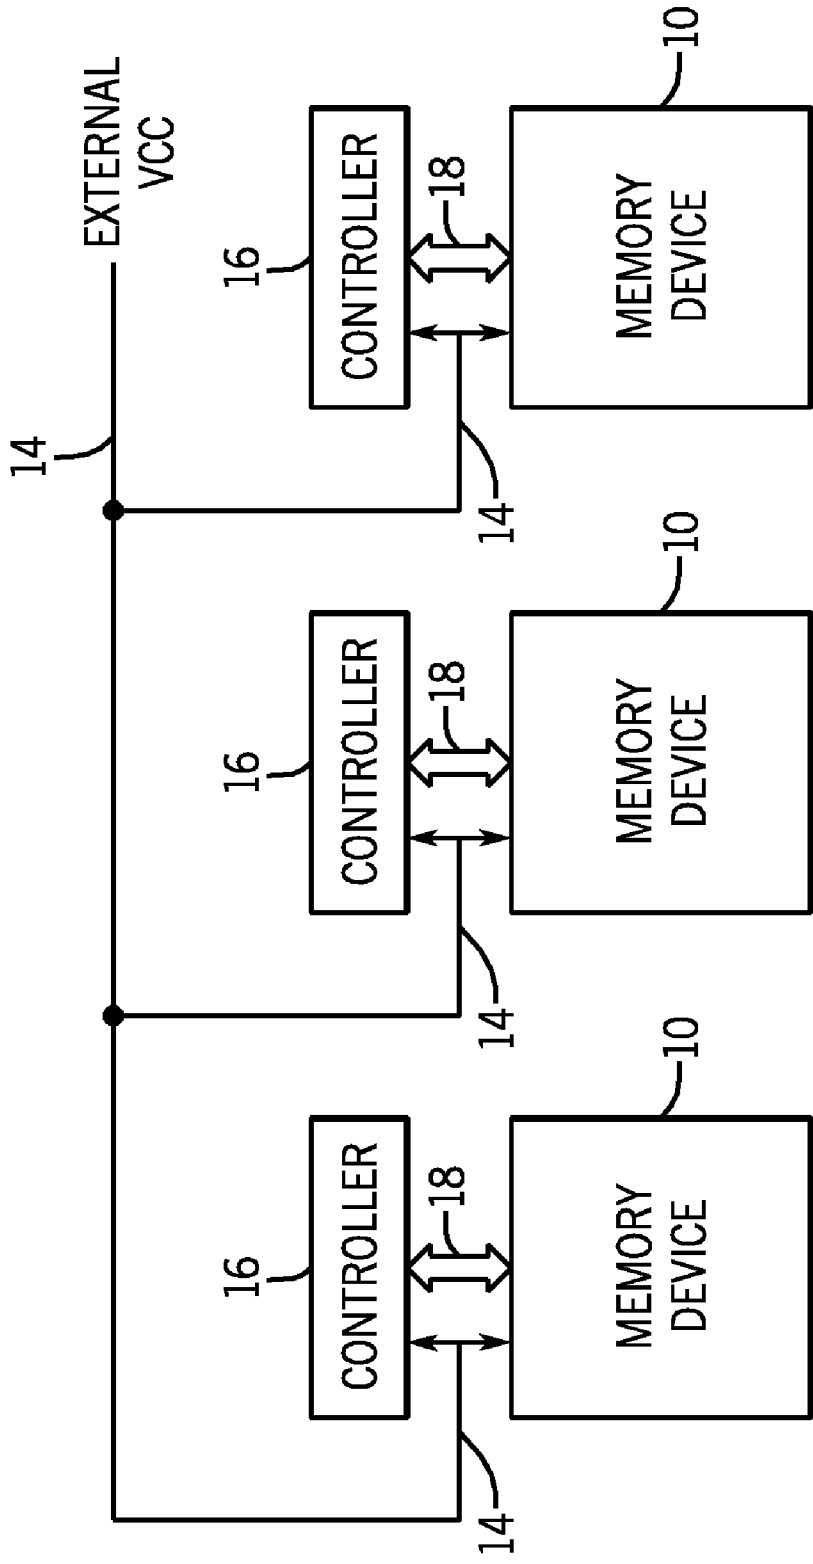 EXTERNAL
VCC
14
16
CONTROLLER
18
14
MEMORY
DEVICE
10
16
CONTROLLER
18
14
MEMORY
DEVICE
10
16
CONTROLLER
18
14
MEMORY
DEVICE
10